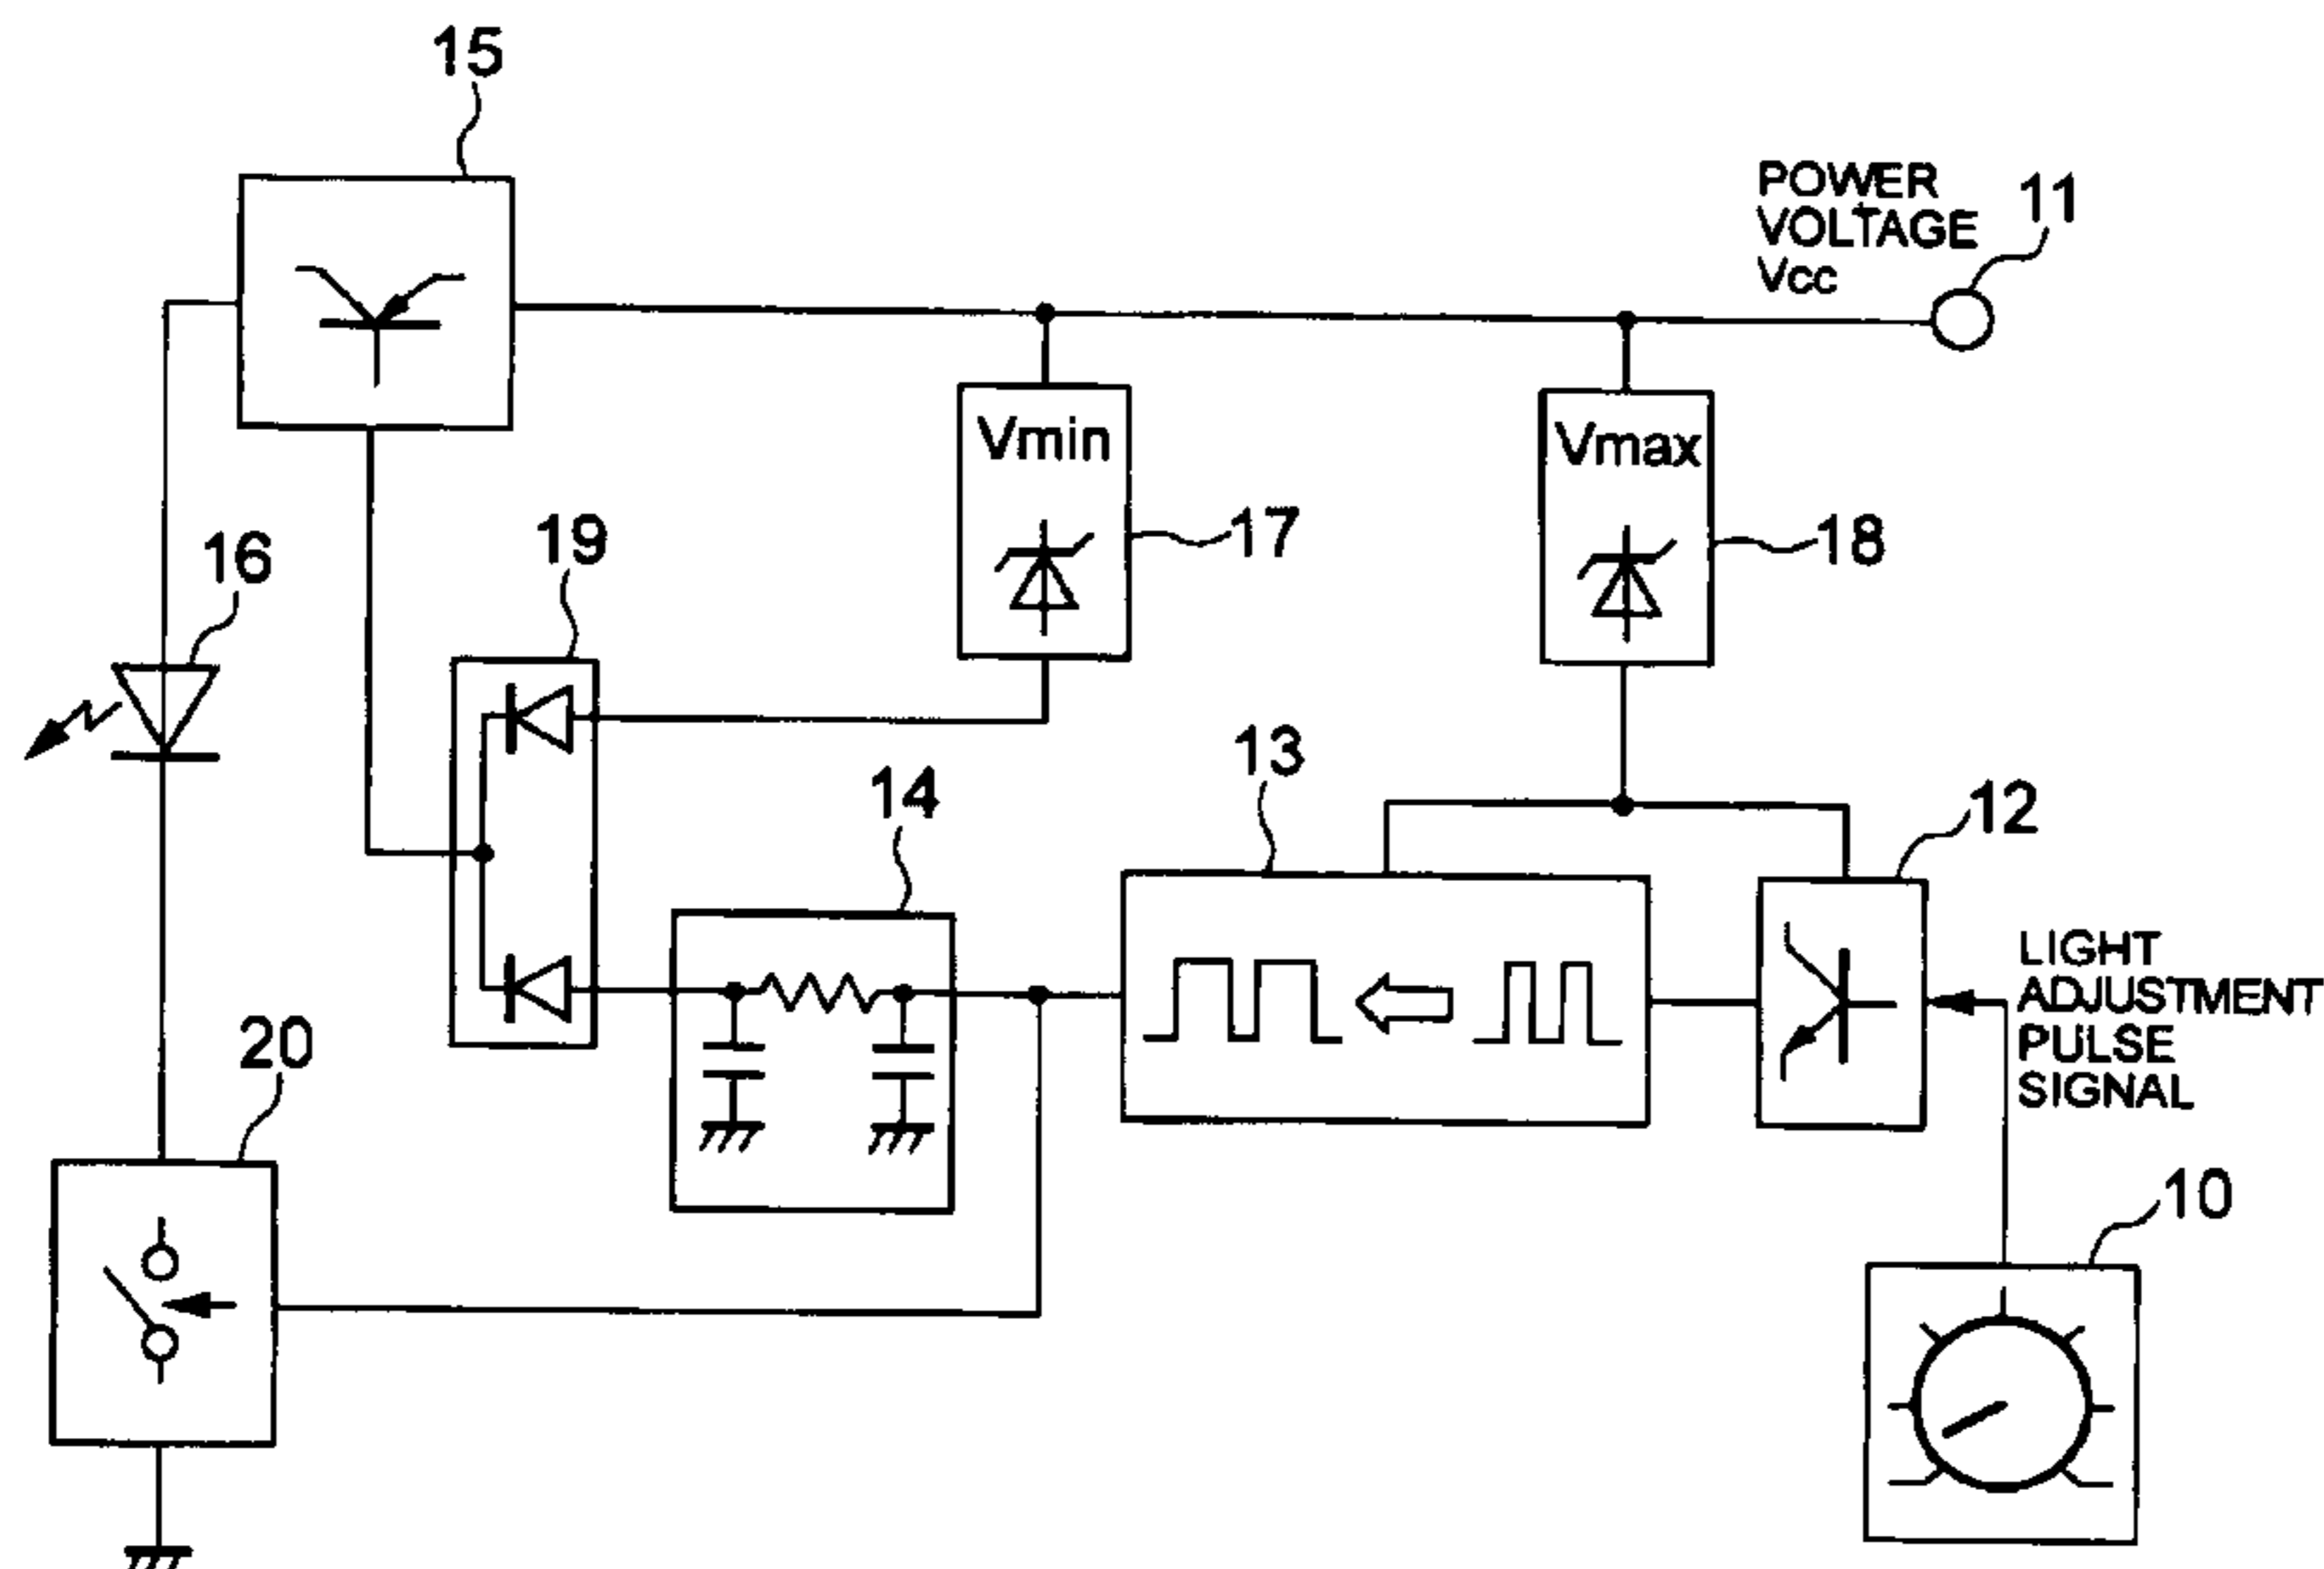 15
POWER
VOLTAGE
Vcc
11
Vmin
Vmax
17
18
19
16
13
14
12
LIGHT
ADJUSTMENT
PULSE
SIGNAL
20
10